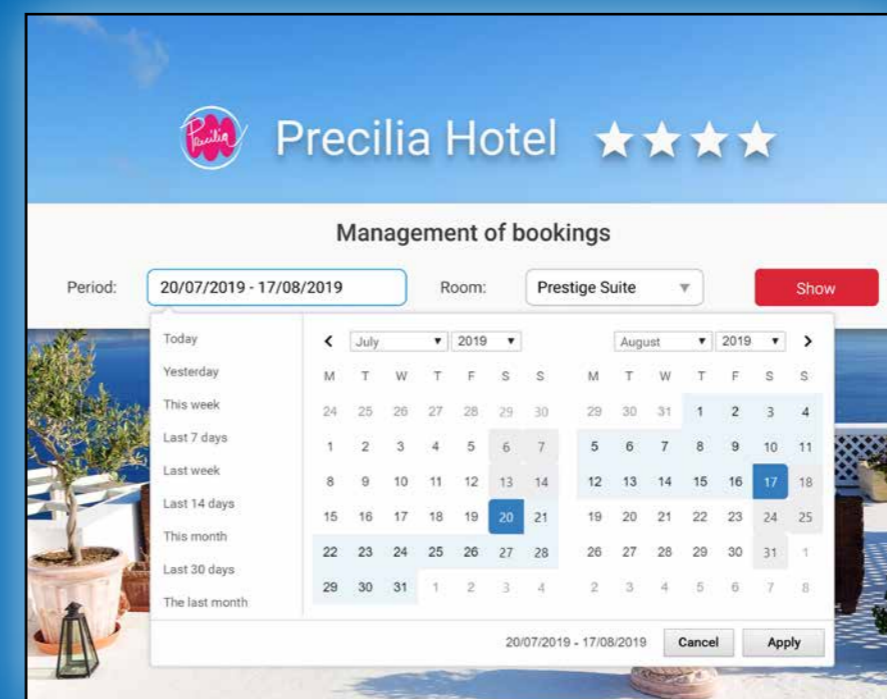 Precilia
Precilia Hotel
Management of bookings
Period: 20/07/2019 - 17/08/2019 Room: Prestige Suite Show
Today
Yesterday
This week
Last 7 days
Last week
Last 14 days
This month
Last 30 days
The last month
July 2019
M T W T F S S
24 25 26 27 28 29 30
1 2 3 4 5 6 7
8 9 10 11 12 13 14
15 16 17 18 19 20 21
22 23 24 25 26 27 28
29 30 31 1 2 3 4
August 2019
M T W T F S S
29 30 31 1 2 3 4
5 6 7 8 9 10 11
12 13 14 15 16 17 18
19 20 21 22 23 24 25
26 27 28 29 30 31 1
2 3 4 5 6 7 8
20/07/2019 - 17/08/2019 Cancel Apply